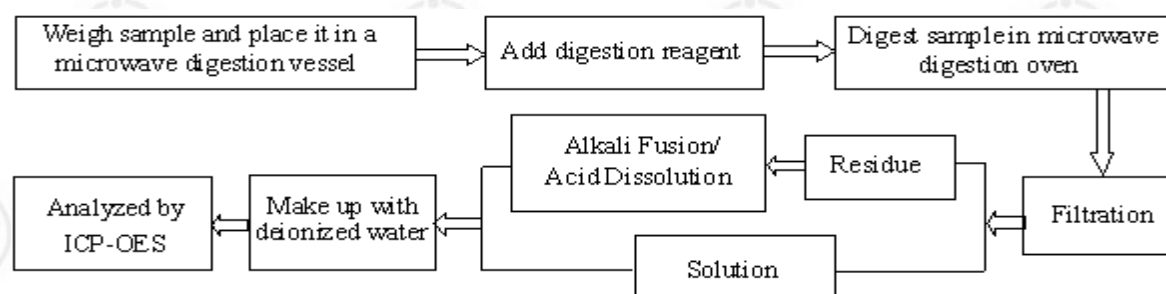 Weigh sample and place it in a
microwave digestion vessel
Add digestion reagent
Digest sample in microwave
digestion oven
Filtration
Residue
Alkali Fusion/
Acid Dissolution
Solution
Make up with
deionized water
Analyzed by
ICP-OES